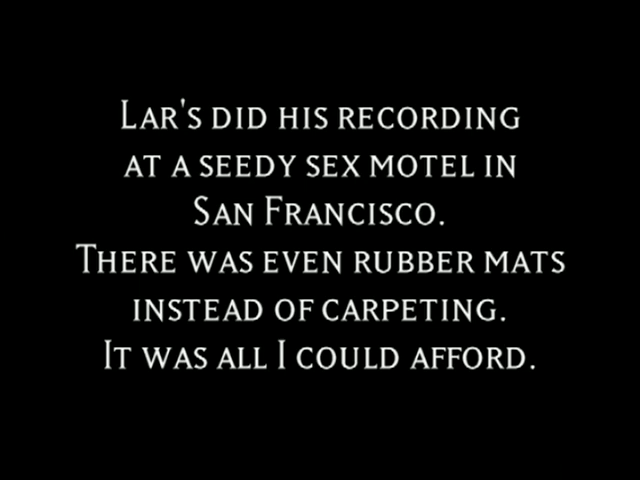 Lar's did his recording
at a seedy sex motel in
San Francisco.
There was even rubber mats
instead of carpeting.
It was all I could afford.